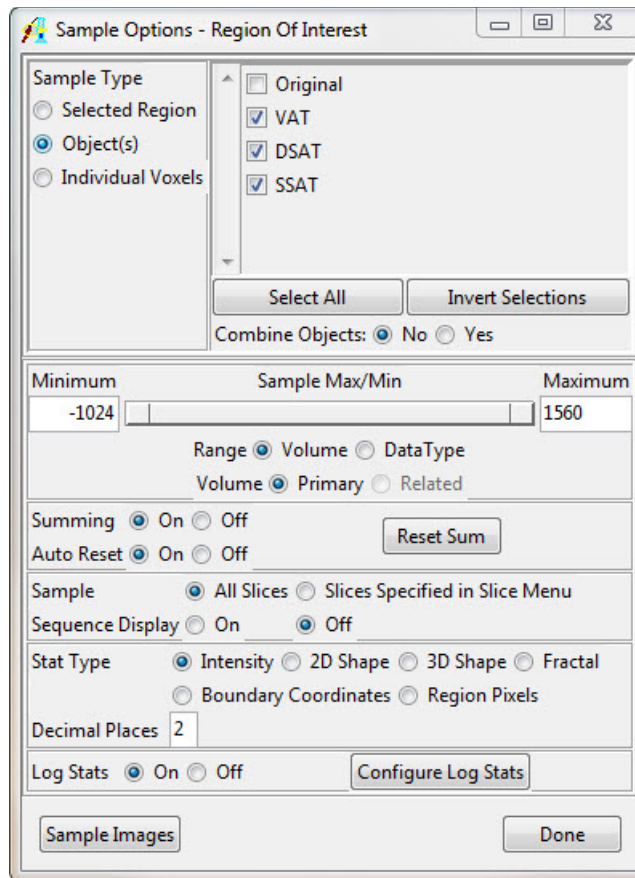 Sample Options - Region Of Interest
Sample Type
Selected Region
Object(s)
Individual Voxels
Original
VAT
DSAT
SSAT
Select All Invert Selections
Combine Objects: No Yes
Minimum Sample Max/Min Maximum
-1024 1560
Range Volume DataType
Volume Primary Related
Summing On Off
Auto Reset On Off
Reset Sum
Sample All Slices Slices Specified in Slice Menu
Sequence Display On Off
Stat Type Intensity 2D Shape 3D Shape Fractal
Boundary Coordinates Region Pixels
Decimal Places 2
Log Stats On Off Configure Log Stats
Sample Images Done